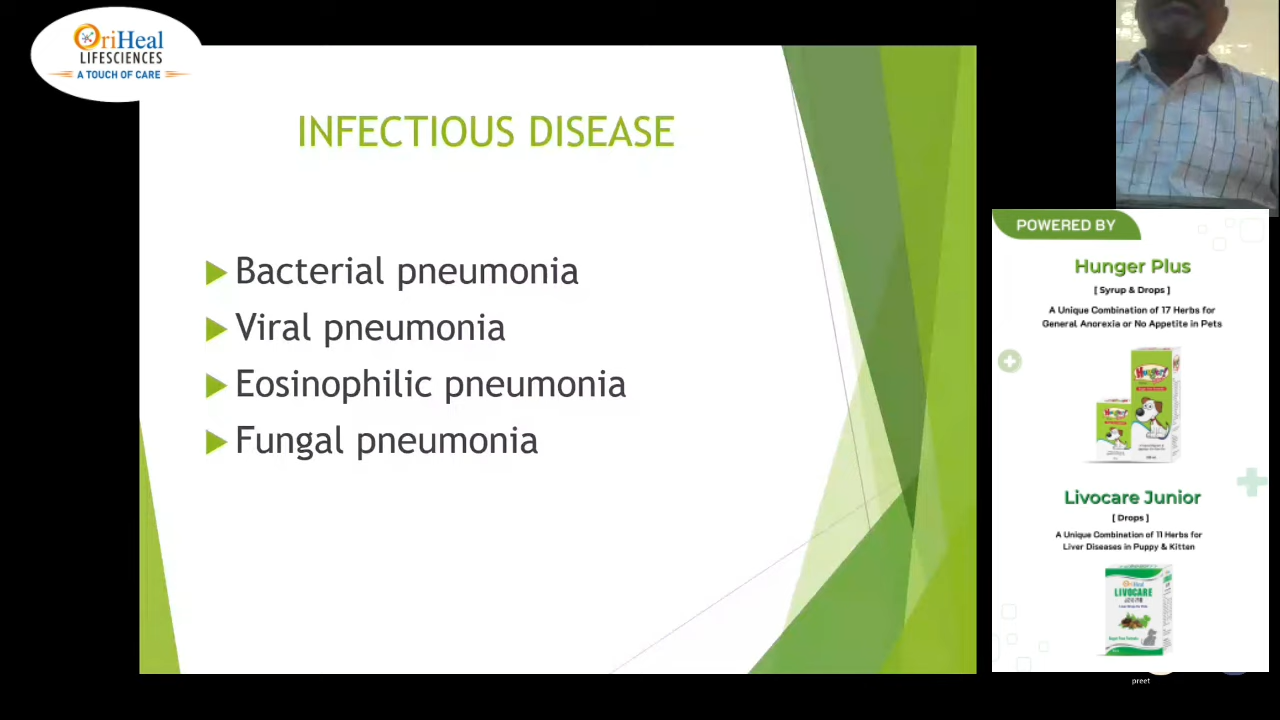 OriHeal
LIFESCIENCES
A TOUCH OF CARE
INFECTIOUS DISEASE
Bacterial pneumonia
Viral pneumonia
Eosinophilic pneumonia
Fungal pneumonia
POWERED BY
Hunger Plus
[ Syrup & Drops ]
A Unique Combination of 17 Herbs for
General Anorexia or No Appetite in Pets
Livocare Junior
[ Drops ]
A Unique Combination of 11 Herbs for
Liver Diseases in Puppy & Kitten
OriHeal
LIVOCARE
preet